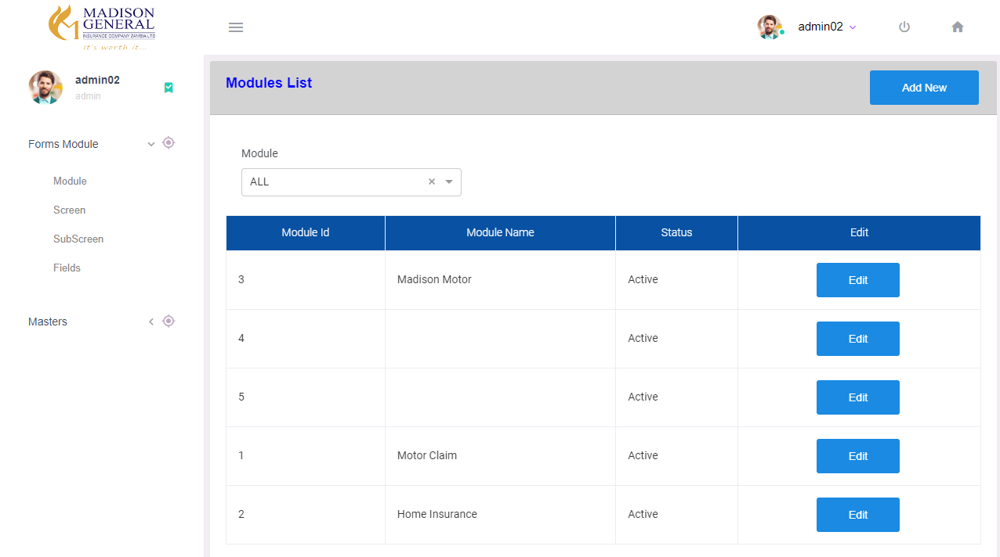 MADISON
GENERAL
INSURANCE COMPANY ZAMBIA LTD
It's worth it...
admin02
admin02
admin
Forms Module
Module
Screen
SubScreen
Fields
Masters
Modules List
Add New
Module
ALL
Module Id Module Name Status Edit
3 Madison Motor Active Edit
4 Active Edit
5 Active Edit
1 Motor Claim Active Edit
2 Home Insurance Active Edit